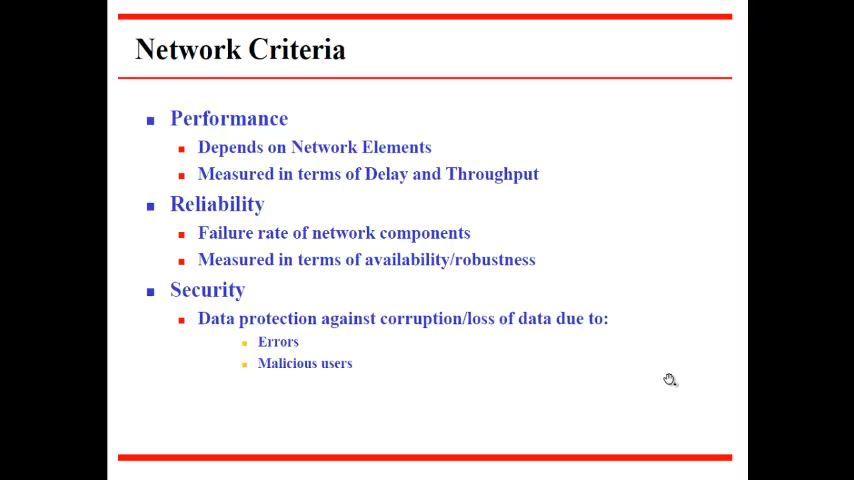 Network Criteria
Performance
Depends on Network Elements
Measured in terms of Delay and Throughput
Reliability
Failure rate of network components
Measured in terms of availability/robustness
Security
Data protection against corruption/loss of data due to:
Errors
Malicious users